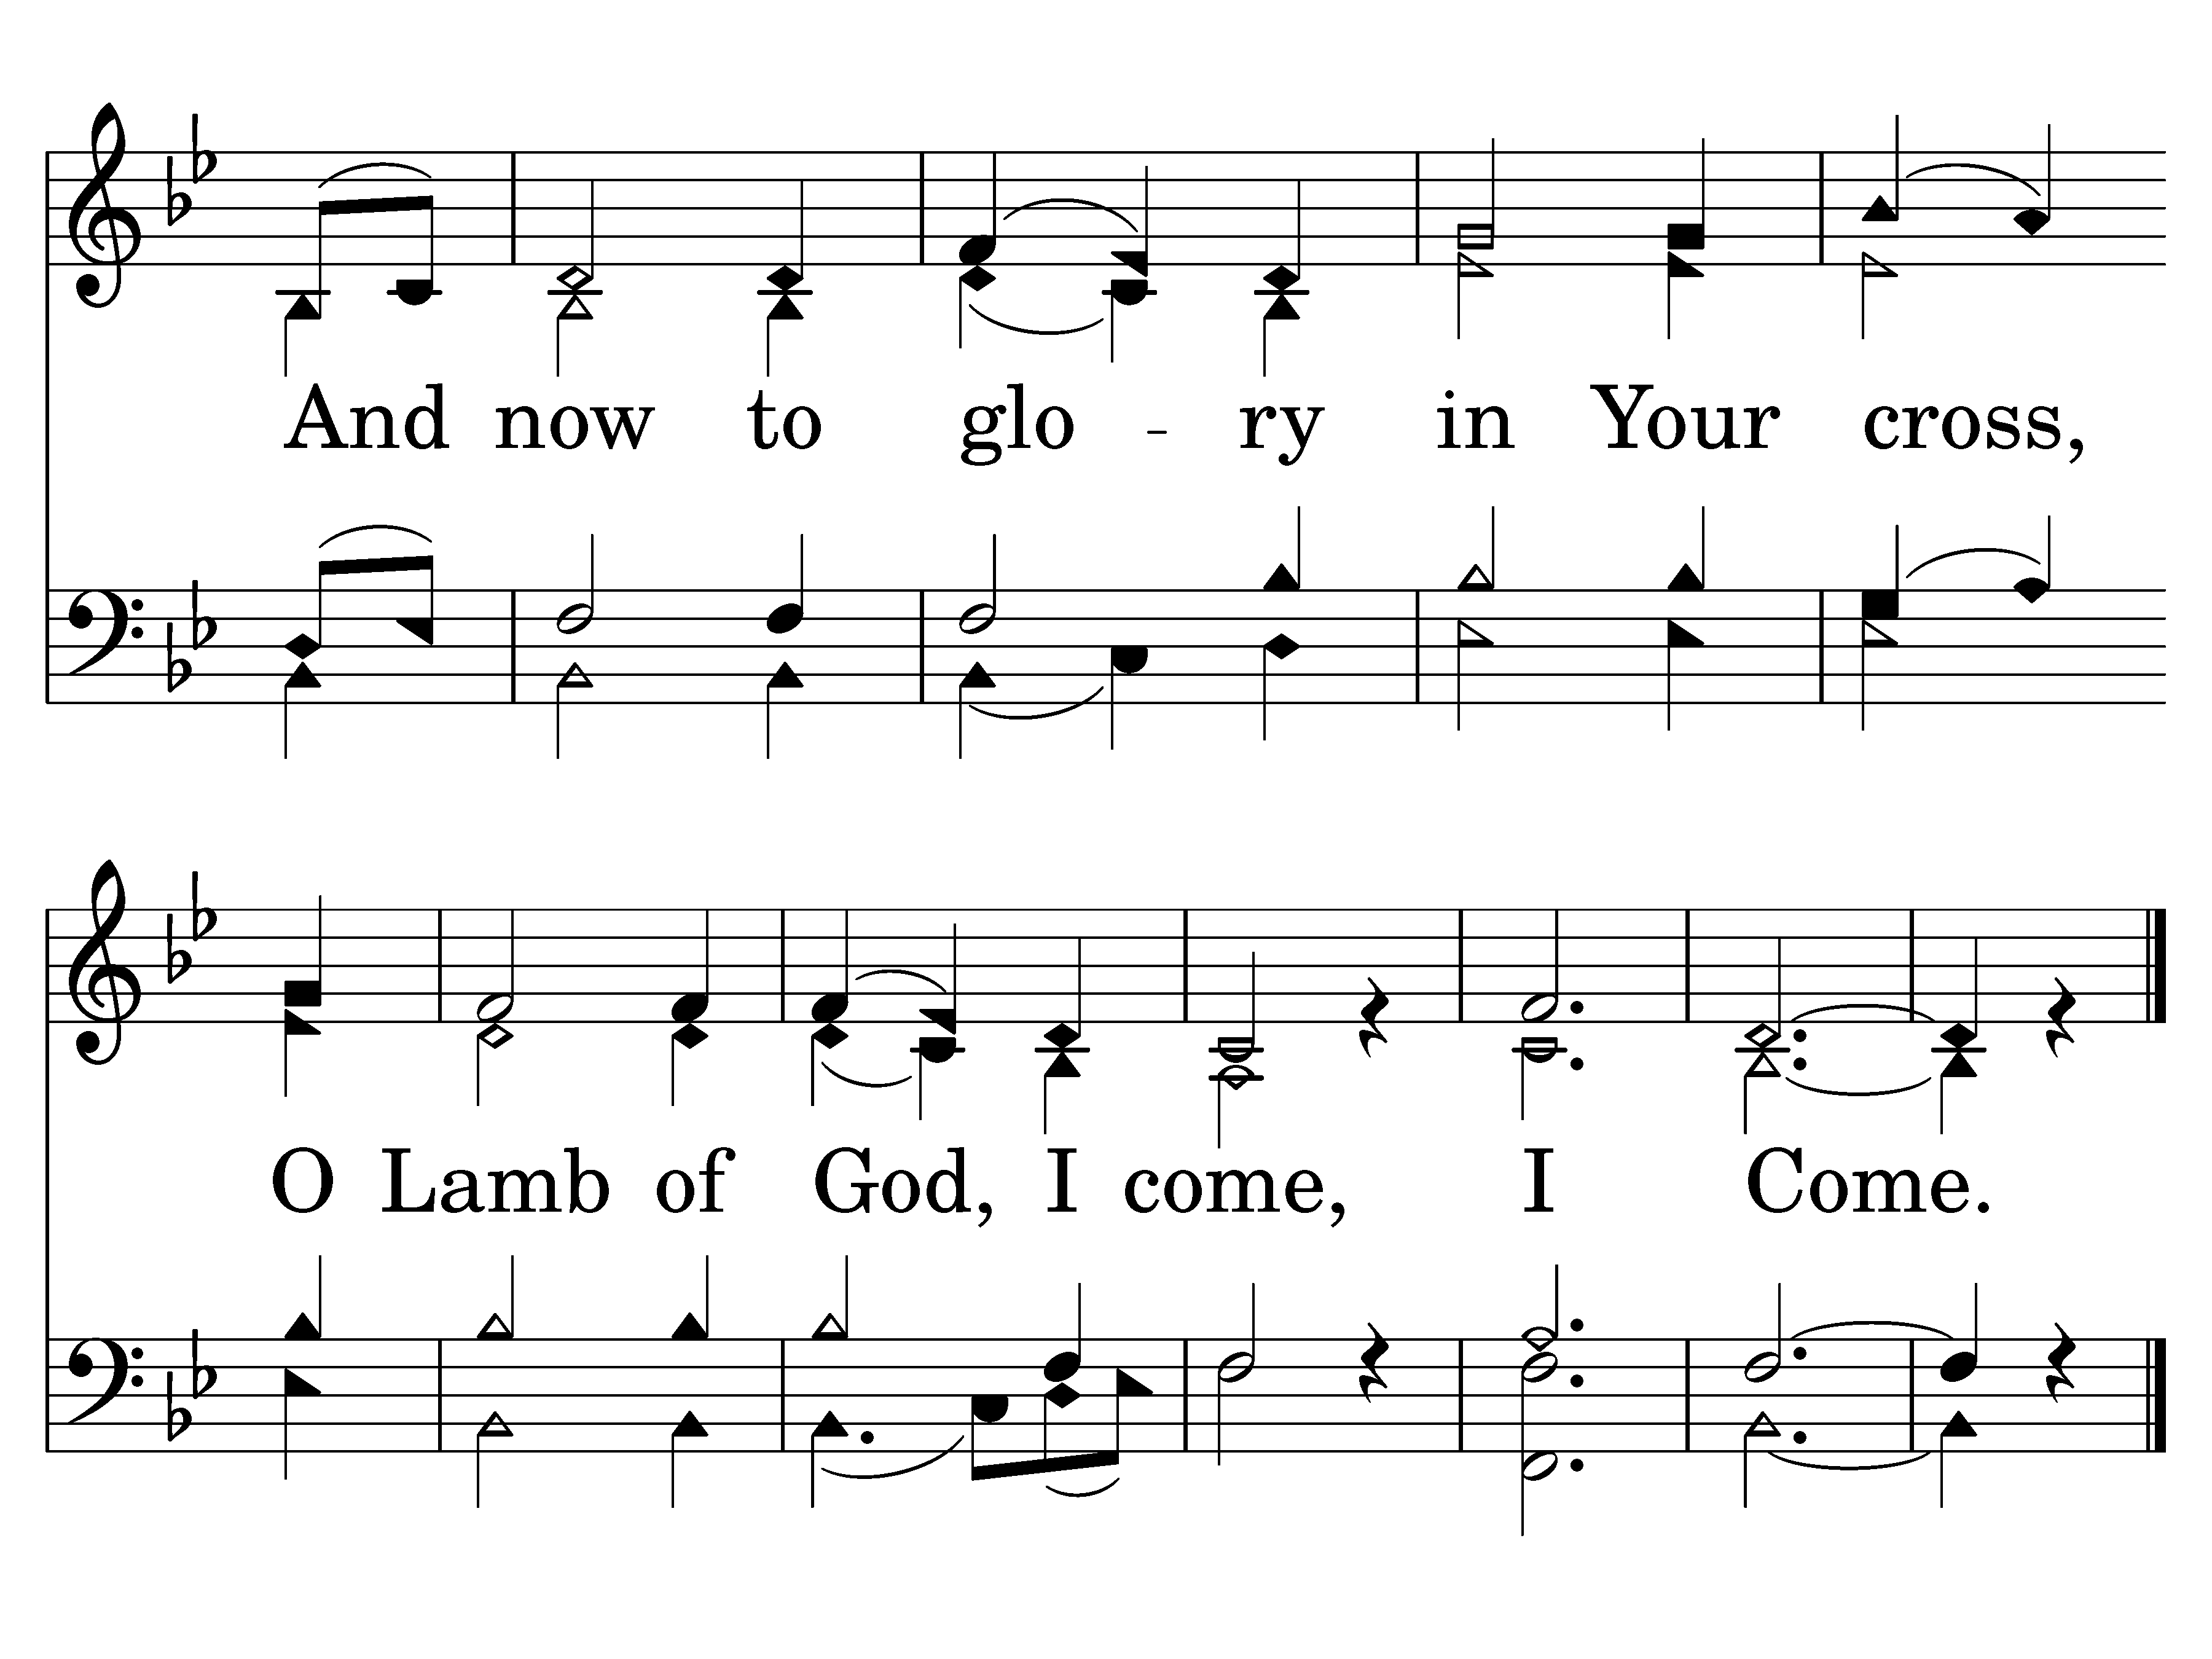 And now to glo - ry in Your cross,
O Lamb of God, I come, I Come.